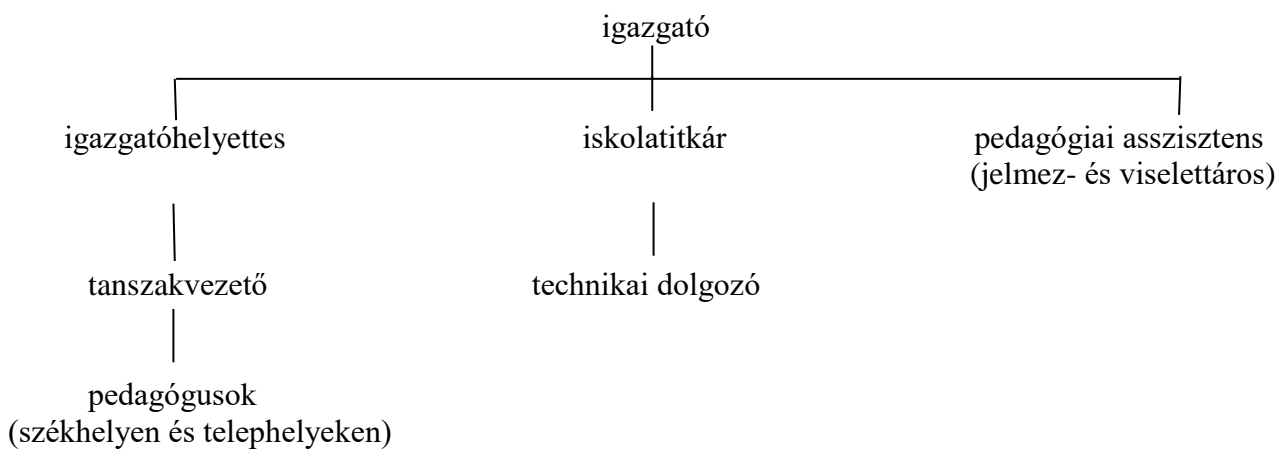 igazgató
igazgatóhelyettes
iskolatitkár
pedagógiai asszisztens
(jelmez- és viselettáros)
tanszakvezető
technikai dolgozó
pedagógusok
(székhelyen és telephelyeken)